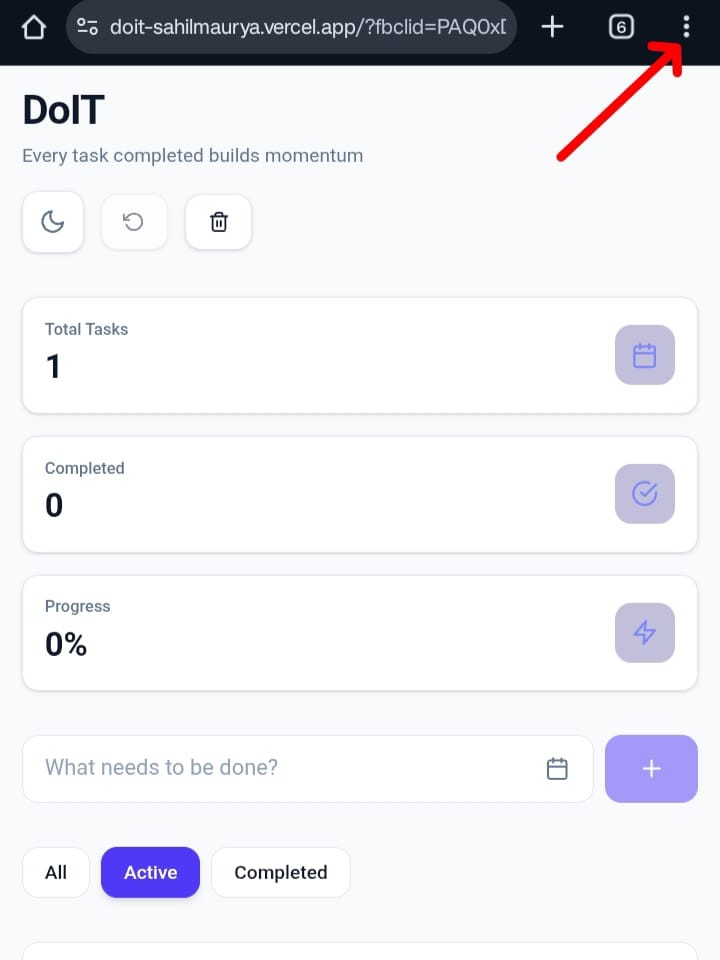 doit-sahilmaurya.vercel.app/?fbclid=PAQ0x
6
DoIT
Every task completed builds momentum
Total Tasks
1
Completed
0
Progress
0%
What needs to be done?
All
Active
Completed